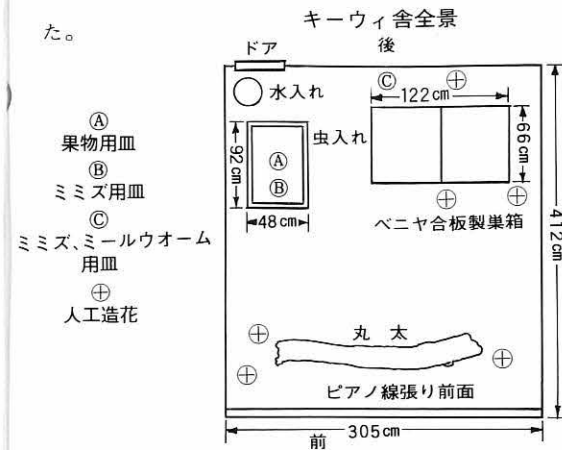 た。
キーウィ舎全景
後
ドア
水入れ
Ⓒ
122cm
虫入れ
66cm
92cm
Ⓐ
Ⓑ
48cm
ベニヤ合板製巣箱
412cm
Ⓐ
果物用皿
Ⓑ
ミミズ用皿
Ⓒ
ミミズ、ミールウオーム
用皿
人工造花
丸太
ピアノ線張り前面
305cm
前